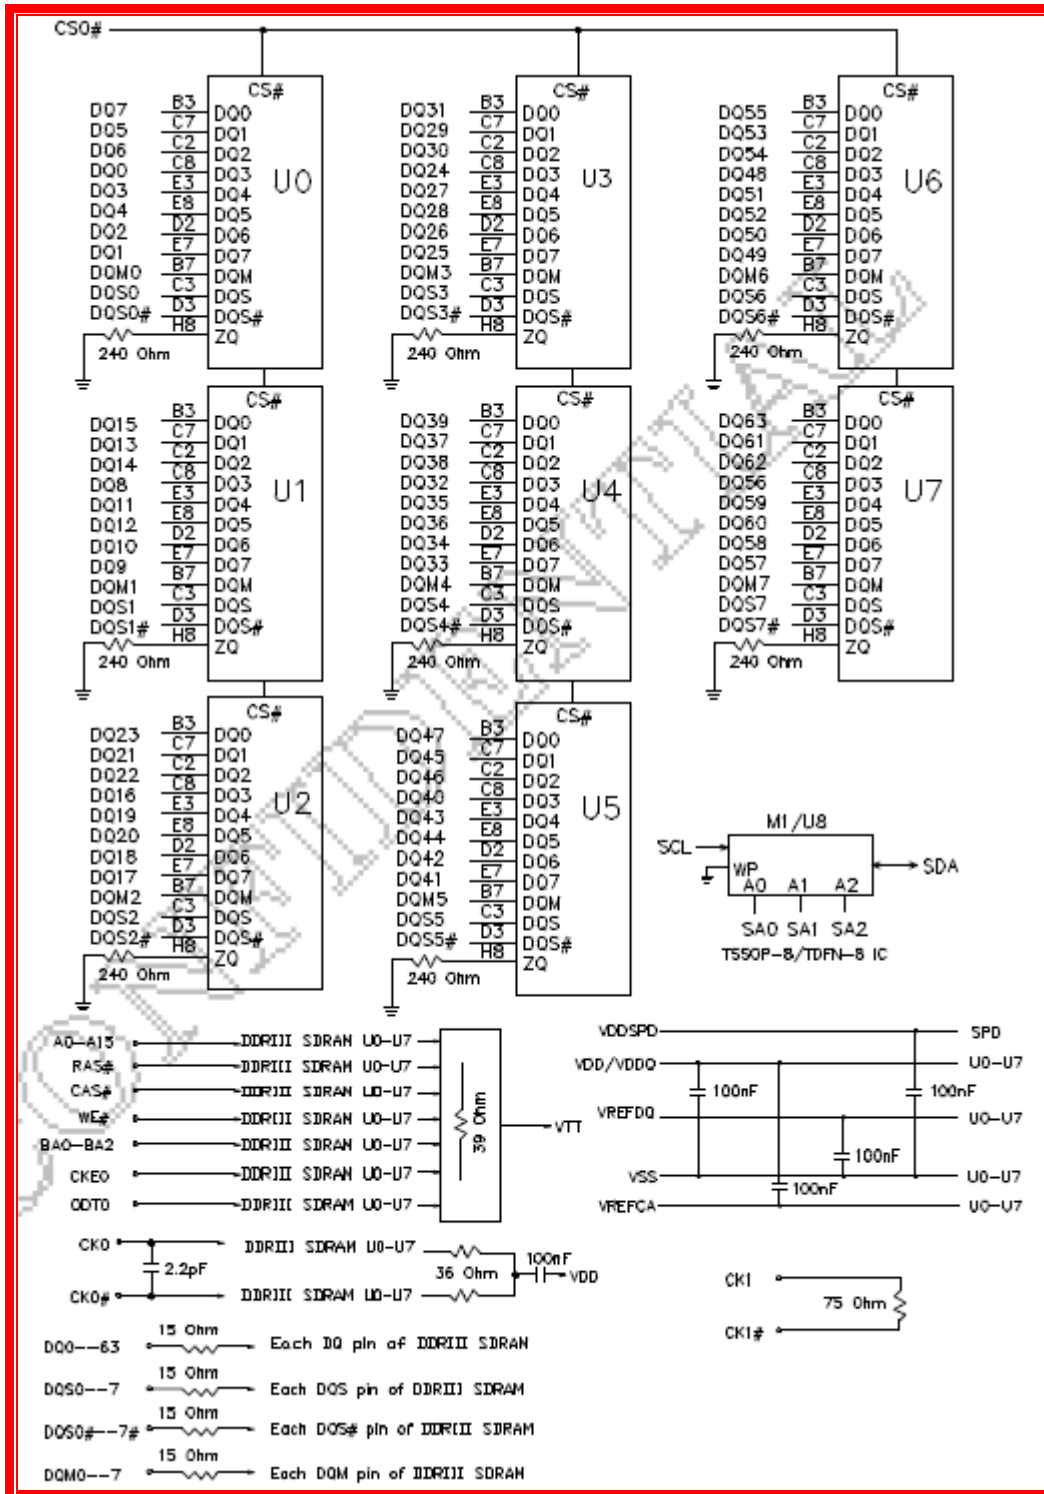 CS0#
CS#
DQ7 B3 DQ0
DQ5 C7 DQ1
DQ6 C2 DQ2
DQ0 C8 DQ3
DQ3 E3 DQ4
DQ4 E8 DQ5
DQ2 D2 DQ6
DQ1 E7 DQ7
DQM0 B7 DQM
DQS0 C3 DQS
DQS0# D3 DQS#
H8 ZQ
U0
240 Ohm
CS#
DQ31 B3 DQ0
DQ29 C7 DQ1
DQ30 C2 DQ2
DQ24 C8 DQ3
DQ27 E3 DQ4
DQ28 E8 DQ5
DQ26 D2 DQ6
DQ25 E7 DQ7
DQM3 B7 DQM
DQS3 C3 DQS
DQS3# D3 DQS#
H8 ZQ
U3
240 Ohm
CS#
DQ55 B3 DQ0
DQ53 C7 DQ1
DQ54 C2 DQ2
DQ48 C8 DQ3
DQ51 E3 DQ4
DQ52 E8 DQ5
DQ50 D2 DQ6
DQ49 E7 DQ7
DQM6 B7 DQM
DQS6 C3 DQS
DQS6# D3 DQS#
H8 ZQ
U6
240 Ohm
CS#
DQ15 B3 DQ0
DQ13 C7 DQ1
DQ14 C2 DQ2
DQ8 C8 DQ3
DQ11 E3 DQ4
DQ12 E8 DQ5
DQ10 D2 DQ6
DQ9 E7 DQ7
DQM1 B7 DQM
DQS1 C3 DQS
DQS1# D3 DQS#
H8 ZQ
U1
240 Ohm
CS#
DQ39 B3 DQ0
DQ37 C7 DQ1
DQ38 C2 DQ2
DQ32 C8 DQ3
DQ35 E3 DQ4
DQ36 E8 DQ5
DQ34 D2 DQ6
DQ33 E7 DQ7
DQM4 B7 DQM
DQS4 C3 DQS
DQS4# D3 DQS#
H8 ZQ
U4
240 Ohm
CS#
DQ63 B3 DQ0
DQ61 C7 DQ1
DQ62 C2 DQ2
DQ56 C8 DQ3
DQ59 E3 DQ4
DQ60 E8 DQ5
DQ58 D2 DQ6
DQ57 E7 DQ7
DQM7 B7 DQM
DQS7 C3 DQS
DQS7# D3 DQS#
H8 ZQ
U7
240 Ohm
CS#
DQ23 B3 DQ0
DQ21 C7 DQ1
DQ22 C2 DQ2
DQ16 C8 DQ3
DQ19 E3 DQ4
DQ20 E8 DQ5
DQ18 D2 DQ6
DQ17 E7 DQ7
DQM2 B7 DQM
DQS2 C3 DQS
DQS2# D3 DQS#
H8 ZQ
U2
240 Ohm
CS#
DQ47 B3 DQ0
DQ45 C7 DQ1
DQ46 C2 DQ2
DQ40 C8 DQ3
DQ43 E3 DQ4
DQ44 E8 DQ5
DQ42 D2 DQ6
DQ41 E7 DQ7
DQM5 B7 DQM
DQS5 C3 DQS
DQS5# D3 DQS#
H8 ZQ
U5
240 Ohm
M1/U8
SCL
WP
SDA
A0 A1 A2
SA0 SA1 SA2
TSSOP-8/TDFN-8 IC
A0-A15 DDRIII SDRAN U0-U7
RAS# DDRIII SDRAM U0-U7
CAS# DDRIII SDRAN U0-U7
WE# DDRIII SDRAN U0-U7
BA0-BA2 DDRIII SDRAN U0-U7
CKE0 DDRIII SDRAN U0-U7
ODT0 DDRIII SDRAM U0-U7
39 Ohm
VTT
VDDSPD SPD
VDD/VDDQ U0-U7
100nF 100nF
VREFDQ U0-U7
100nF
VSS U0-U7
100nF
VREFCA U0-U7
CK0 DDRIII SDRAM U0-U7
2.2pF
36 Ohm
100nF
VDD
CK0# DDRIII SDRAM U0-U7
CK1
75 Ohm
CK1#
15 Ohm
DQ0--63 Each DQ pin of DDRIII SDRAN
15 Ohm
DQS0--7 Each DQS pin of DDRIII SDRAM
15 Ohm
DQS0#--7# Each DQS# pin of DDRIII SDRAM
15 Ohm
DQM0--7 Each DQM pin of DDRIII SDRAN
CONFIDENTIAL